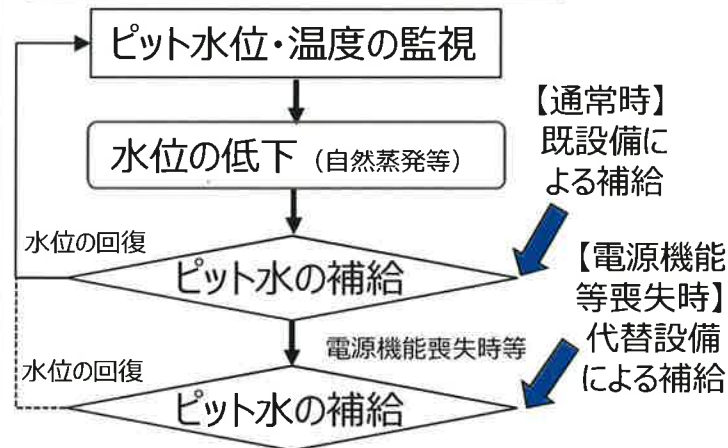 ピット水位・温度の監視
【通常時】
既設備に
よる補給
水位の低下（自然蒸発等）
水位の回復
ピット水の補給
【電源機能
等喪失時】
代替設備
による補給
電源機能喪失時等
水位の回復
ピット水の補給